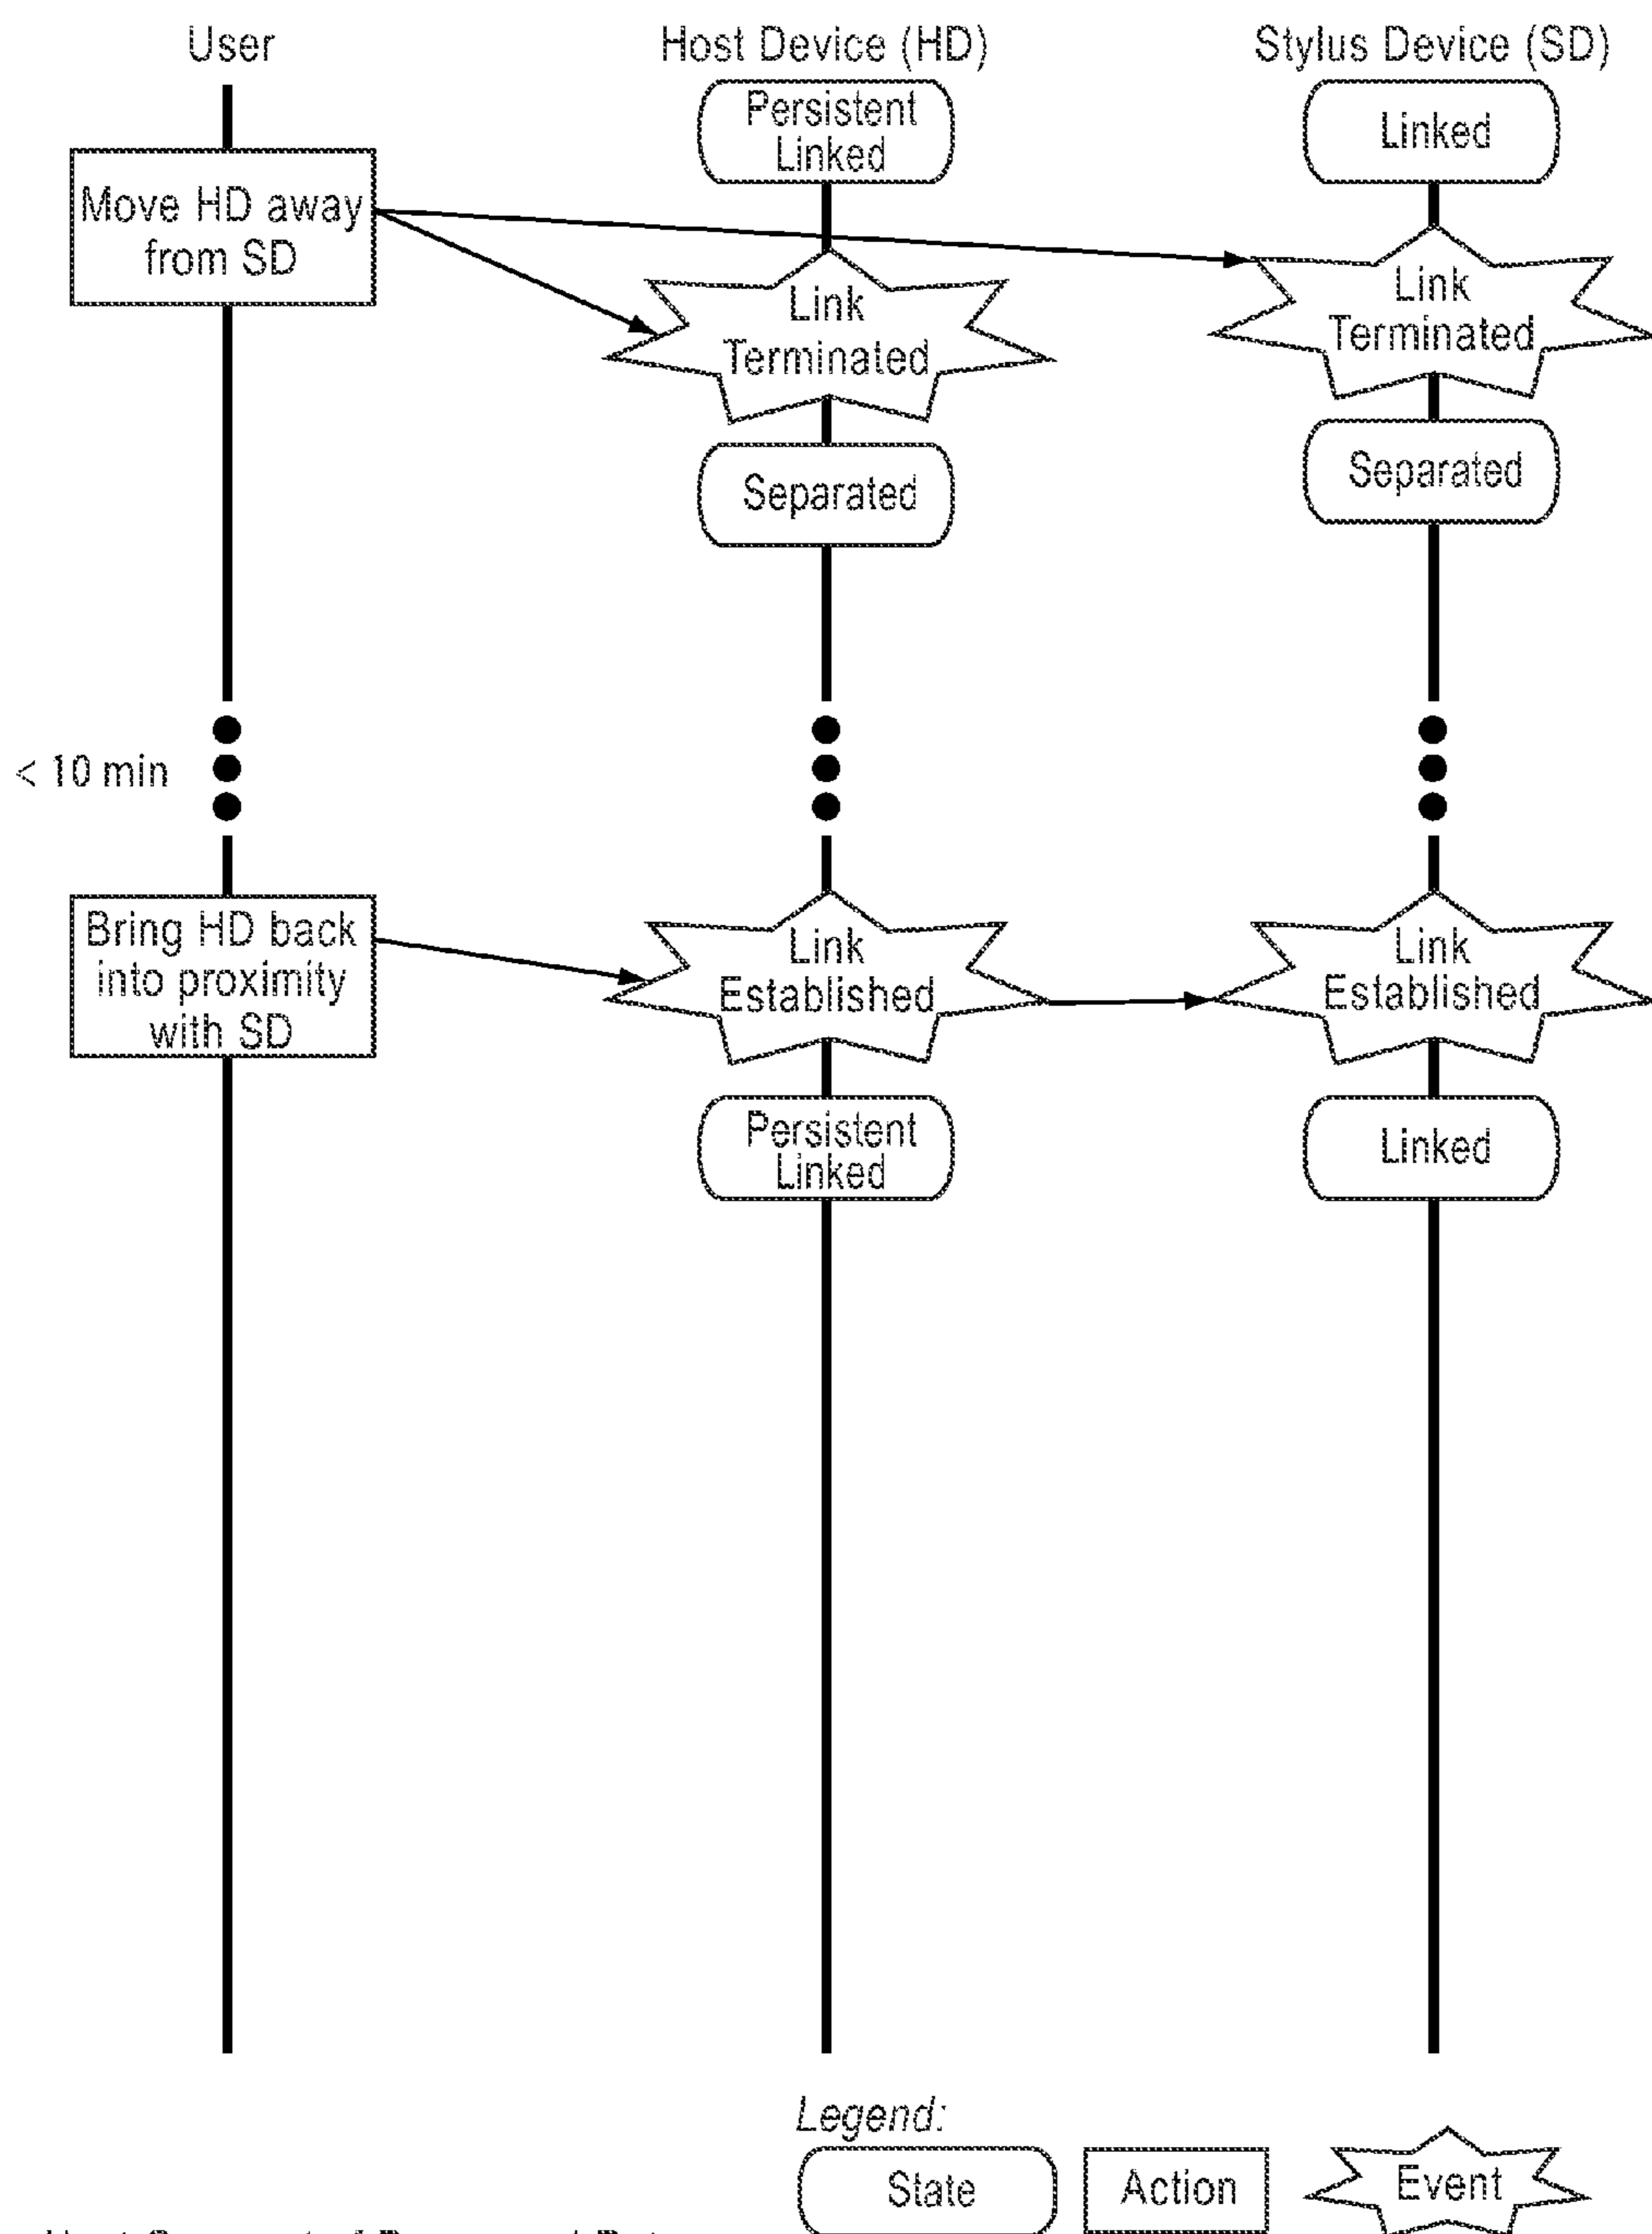 User
Host Device (HD)
Stylus Device (SD)
Persistent
Linked
Linked
Move HD away
from SD
Link
Terminated
Link
Terminated
Separated
Separated
< 10 min
Bring HD back
into proximity
with SD
Link
Established
Link
Established
Persistent
Linked
Linked
Legend:
State
Action
Event